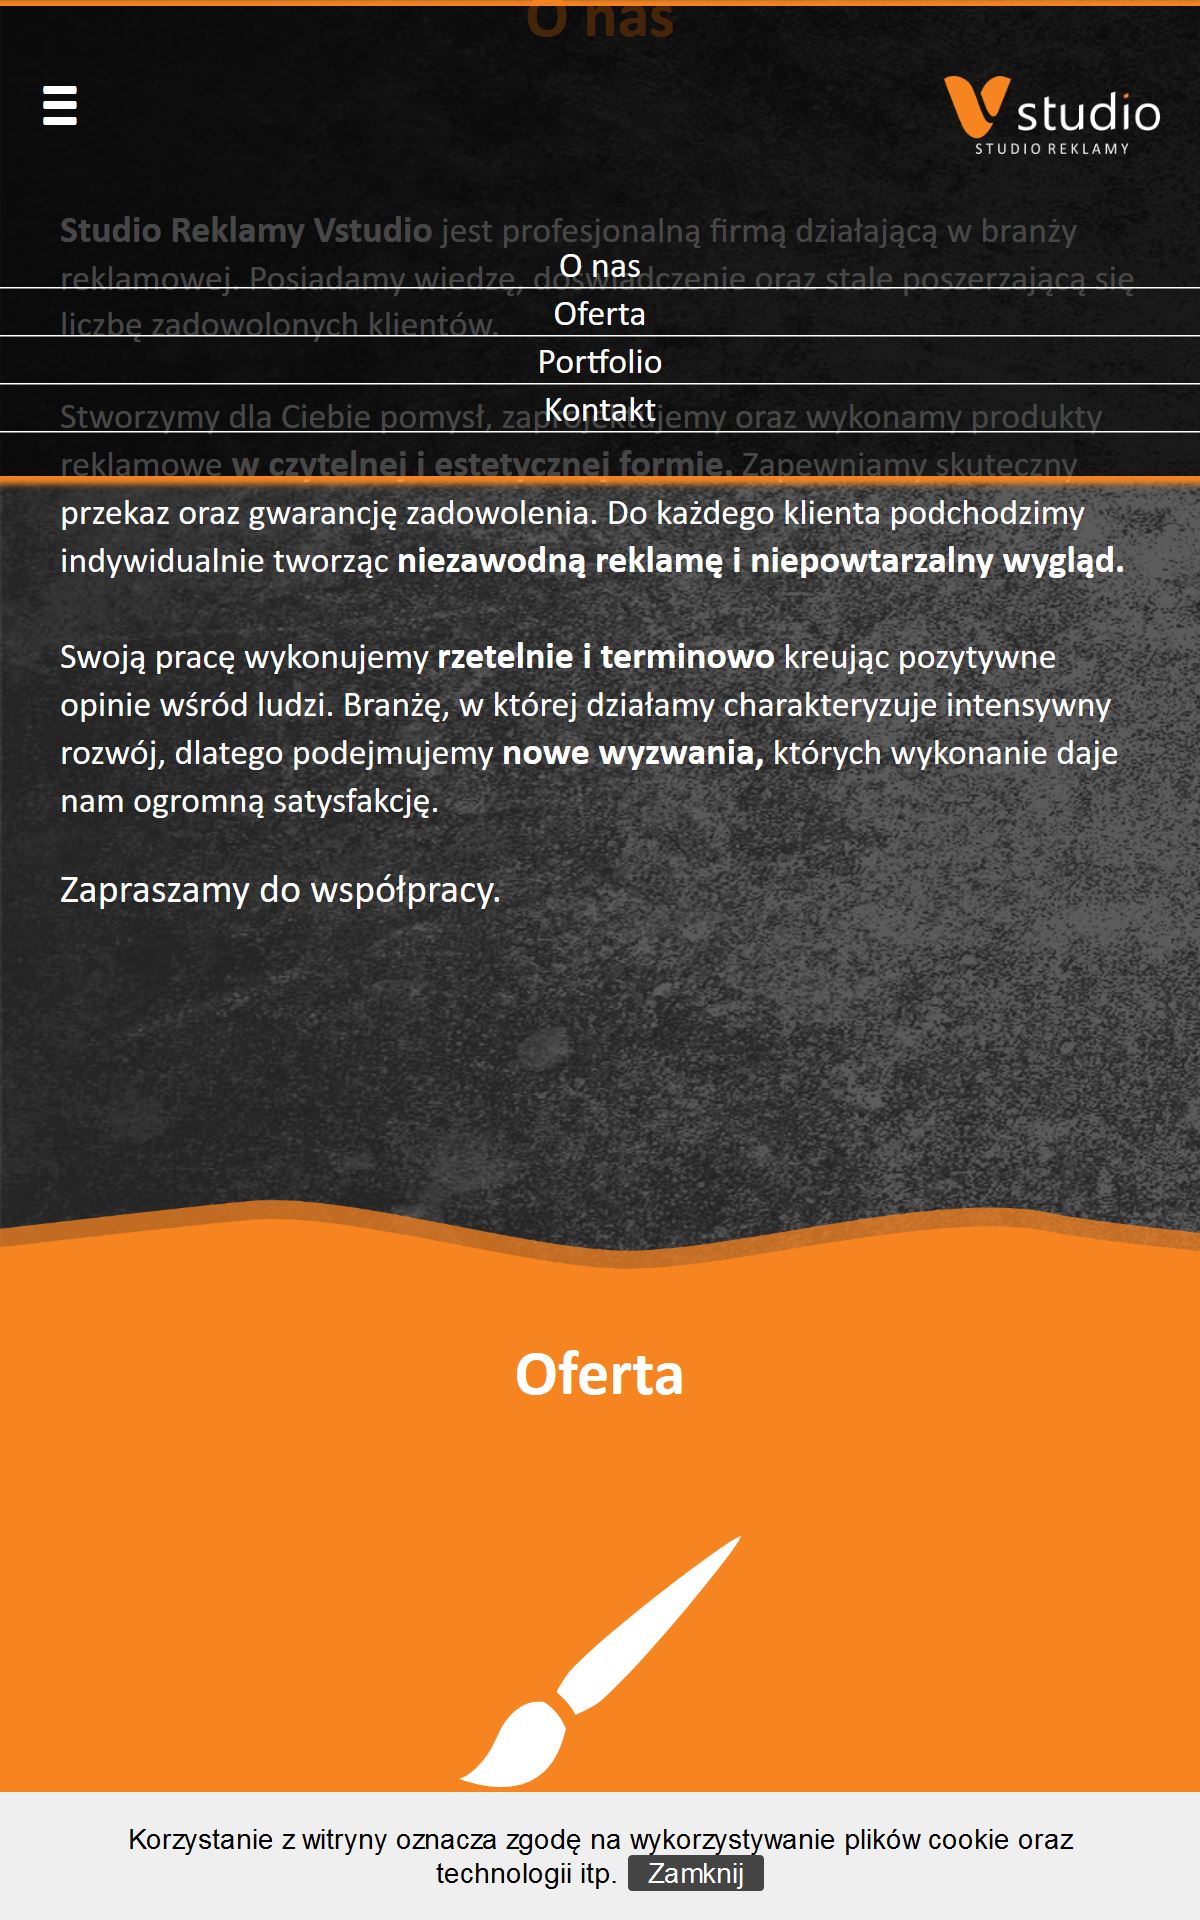 O nas
studio
STUDIO REKLAMY
Studio Reklamy Vstudio jest profesjonalną firmą działającą w branży
reklamowej. Posiadamy wiedzę, doświadczenie oraz stale poszerzającą się
liczbę zadowolonych klientów.
O nas
Oferta
Portfolio
Kontakt
Stworzymy dla Ciebie pomysł, zaprojektujemy oraz wykonamy produkty
reklamowe w czytelnej i estetycznej formie. Zapewniamy skuteczny
przekaz oraz gwarancję zadowolenia. Do każdego klienta podchodzimy
indywidualnie tworząc niezawodną reklamę i niepowtarzalny wygląd.
Swoją pracę wykonujemy rzetelnie i terminowo kreując pozytywne
opinie wśród ludzi. Branżę, w której działamy charakteryzuje intensywny
rozwój, dlatego podejmujemy nowe wyzwania, których wykonanie daje
nam ogromną satysfakcję.
Zapraszamy do współpracy.
Oferta
Korzystanie z witryny oznacza zgodę na wykorzystywanie plików cookie oraz
technologii itp. Zamknij